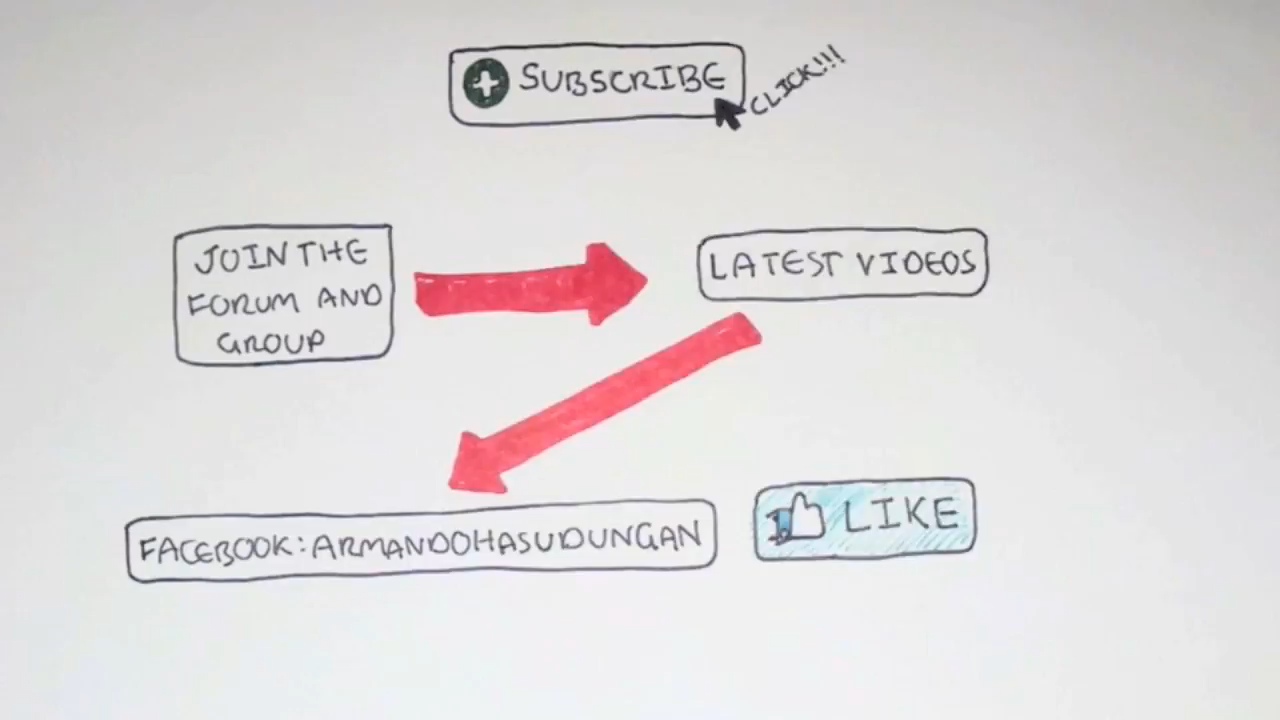 SUBSCRIBE
CLICK!!!
JOIN THE
FORUM AND
GROUP
LATEST VIDEOS
FACEBOOK: ARMANDOHASUDUNGAN
LIKE